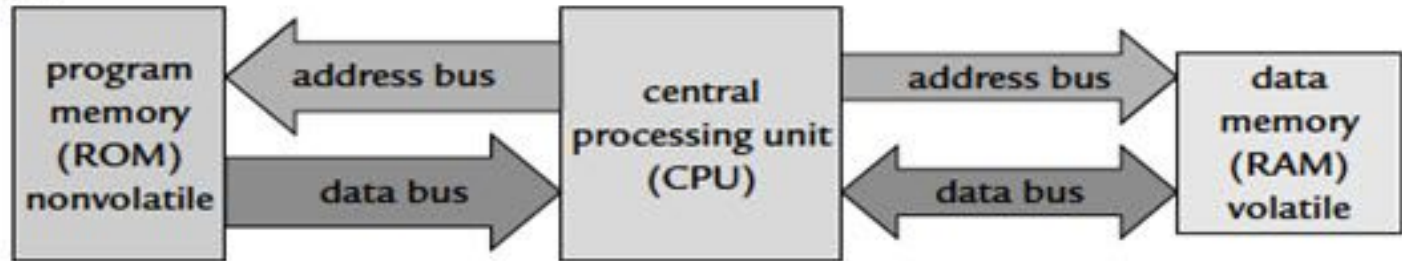 program
memory
(ROM)
nonvolatile
address bus
data bus
central
processing unit
(CPU)
address bus
data bus
data
memory
(RAM)
volatile